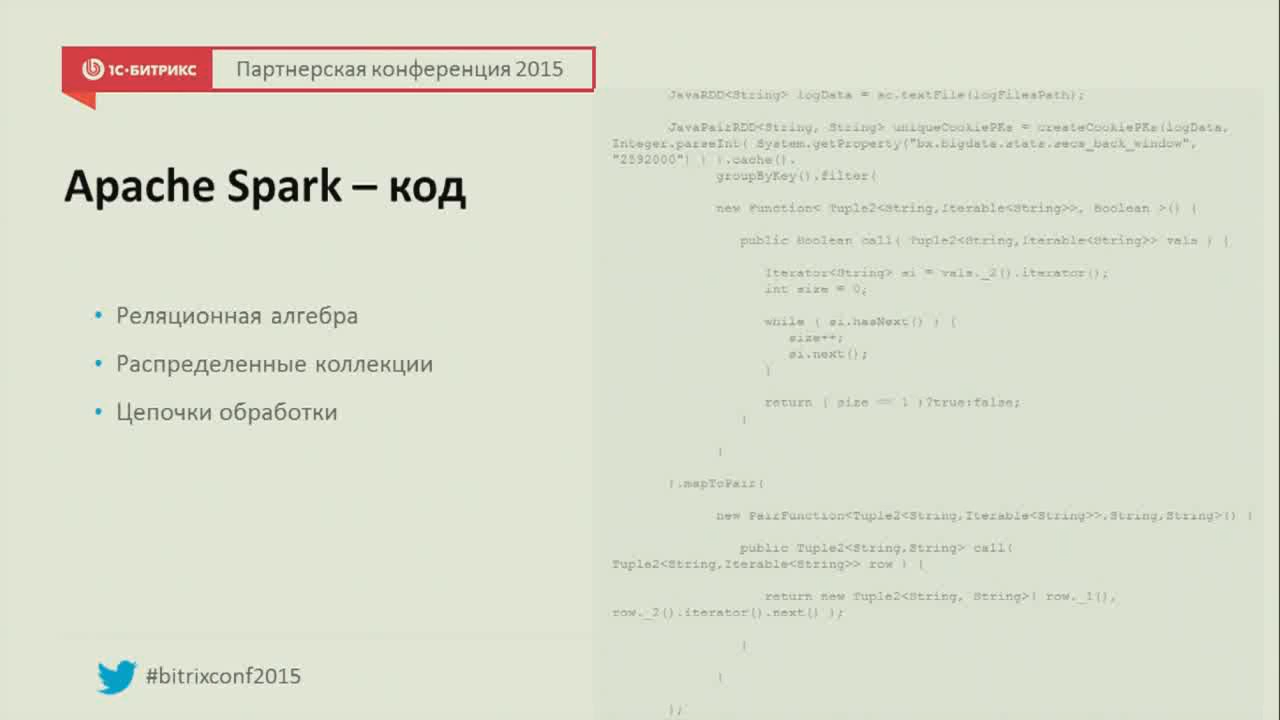 1С-БИТРИКС
Партнерская конференция 2015
Apache Spark – код
• Реляционная алгебра
• Распределенные коллекции
• Цепочки обработки
#bitrixconf2015
JavaRDD<String> logData = sc.textFile(logFilesPath);
JavaPairRDD<String, String> uniqueCookiePKs = createCookiePKs(logData,
Integer.parseInt( System.getProperty("bx.bigdata.stats.secs_back_window",
"2592000") ) ).cache().
groupByKey().filter(
new Function< Tuple2<String,Iterable<String>>, Boolean >() {
public Boolean call( Tuple2<String,Iterable<String>> vals ) {
Iterator<String> si = vals._2().iterator();
int size = 0;
while ( si.hasNext() ) {
size++;
si.next();
}
return ( size == 1 )?true:false;
}
}
).mapToPair(
new PairFunction<Tuple2<String,Iterable<String>>,String,String>() {
public Tuple2<String,String> call(
Tuple2<String,Iterable<String>> row ) {
return new Tuple2<String, String>( row._1(),
row._2().iterator().next() );
}
}
);